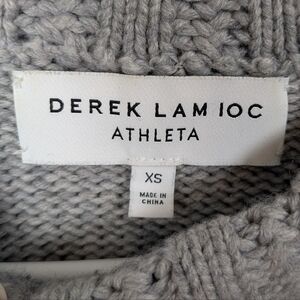 DEREK LAM 10C
ATHLETA
XS
MADE IN
CHINA